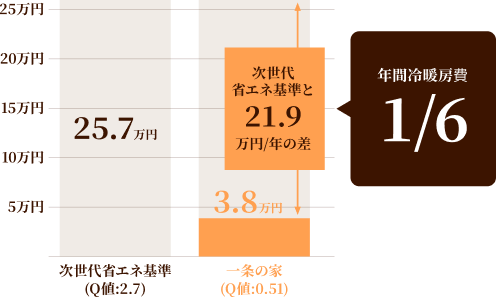 25万円
20万円
15万円
10万円
5万円
25.7万円
次世代
省エネ基準と
21.9
万円/年の差
3.8万円
年間冷暖房費
1/6
次世代省エネ基準
(Q値:2.7)
一条の家
(Q値:0.51)